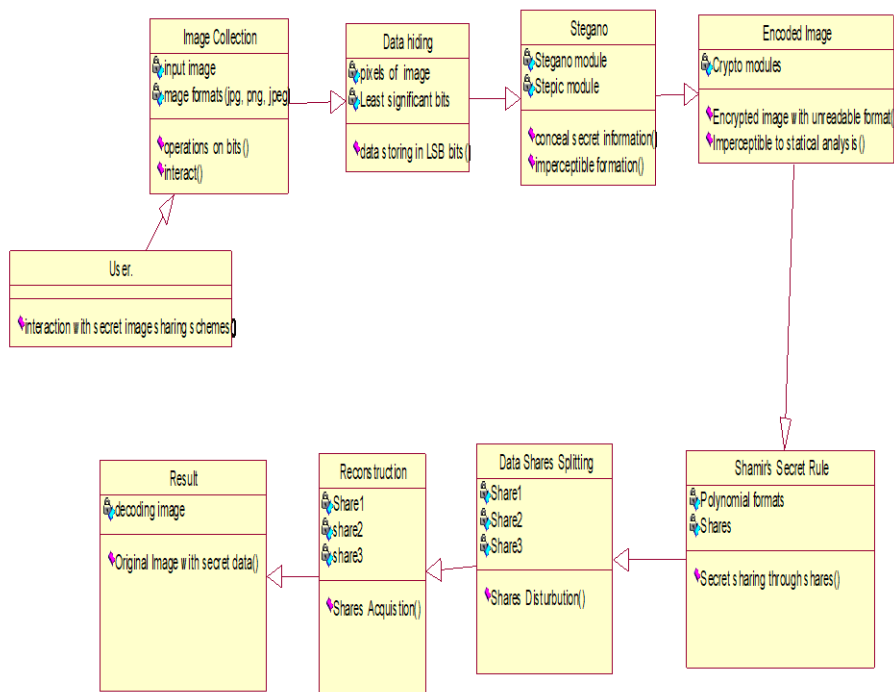 Image Collection
input image
mage formats(jpg, png, jpeg)
operations on bits()
interact()
Data hiding
pixels of image
Least significant bits
data storing in LSB bits()
Stegano
Stegano module
Stepic module
conceal secret information()
imperceptible formation()
Encoded Image
Crypto modules
Encrypted image with unreadable format()
Imperceptible to statical analysis()
User.
interaction with secret image sharing schemes()
Result
decoding image
Original Image with secret data()
Reconstruction
Share1
share2
share3
Shares Acquistion()
Data Shares Splitting
Share1
Share2
Share3
Shares Disturbution()
Shamir's Secret Rule
Polynomial formats
Shares
Secret sharing through shares()